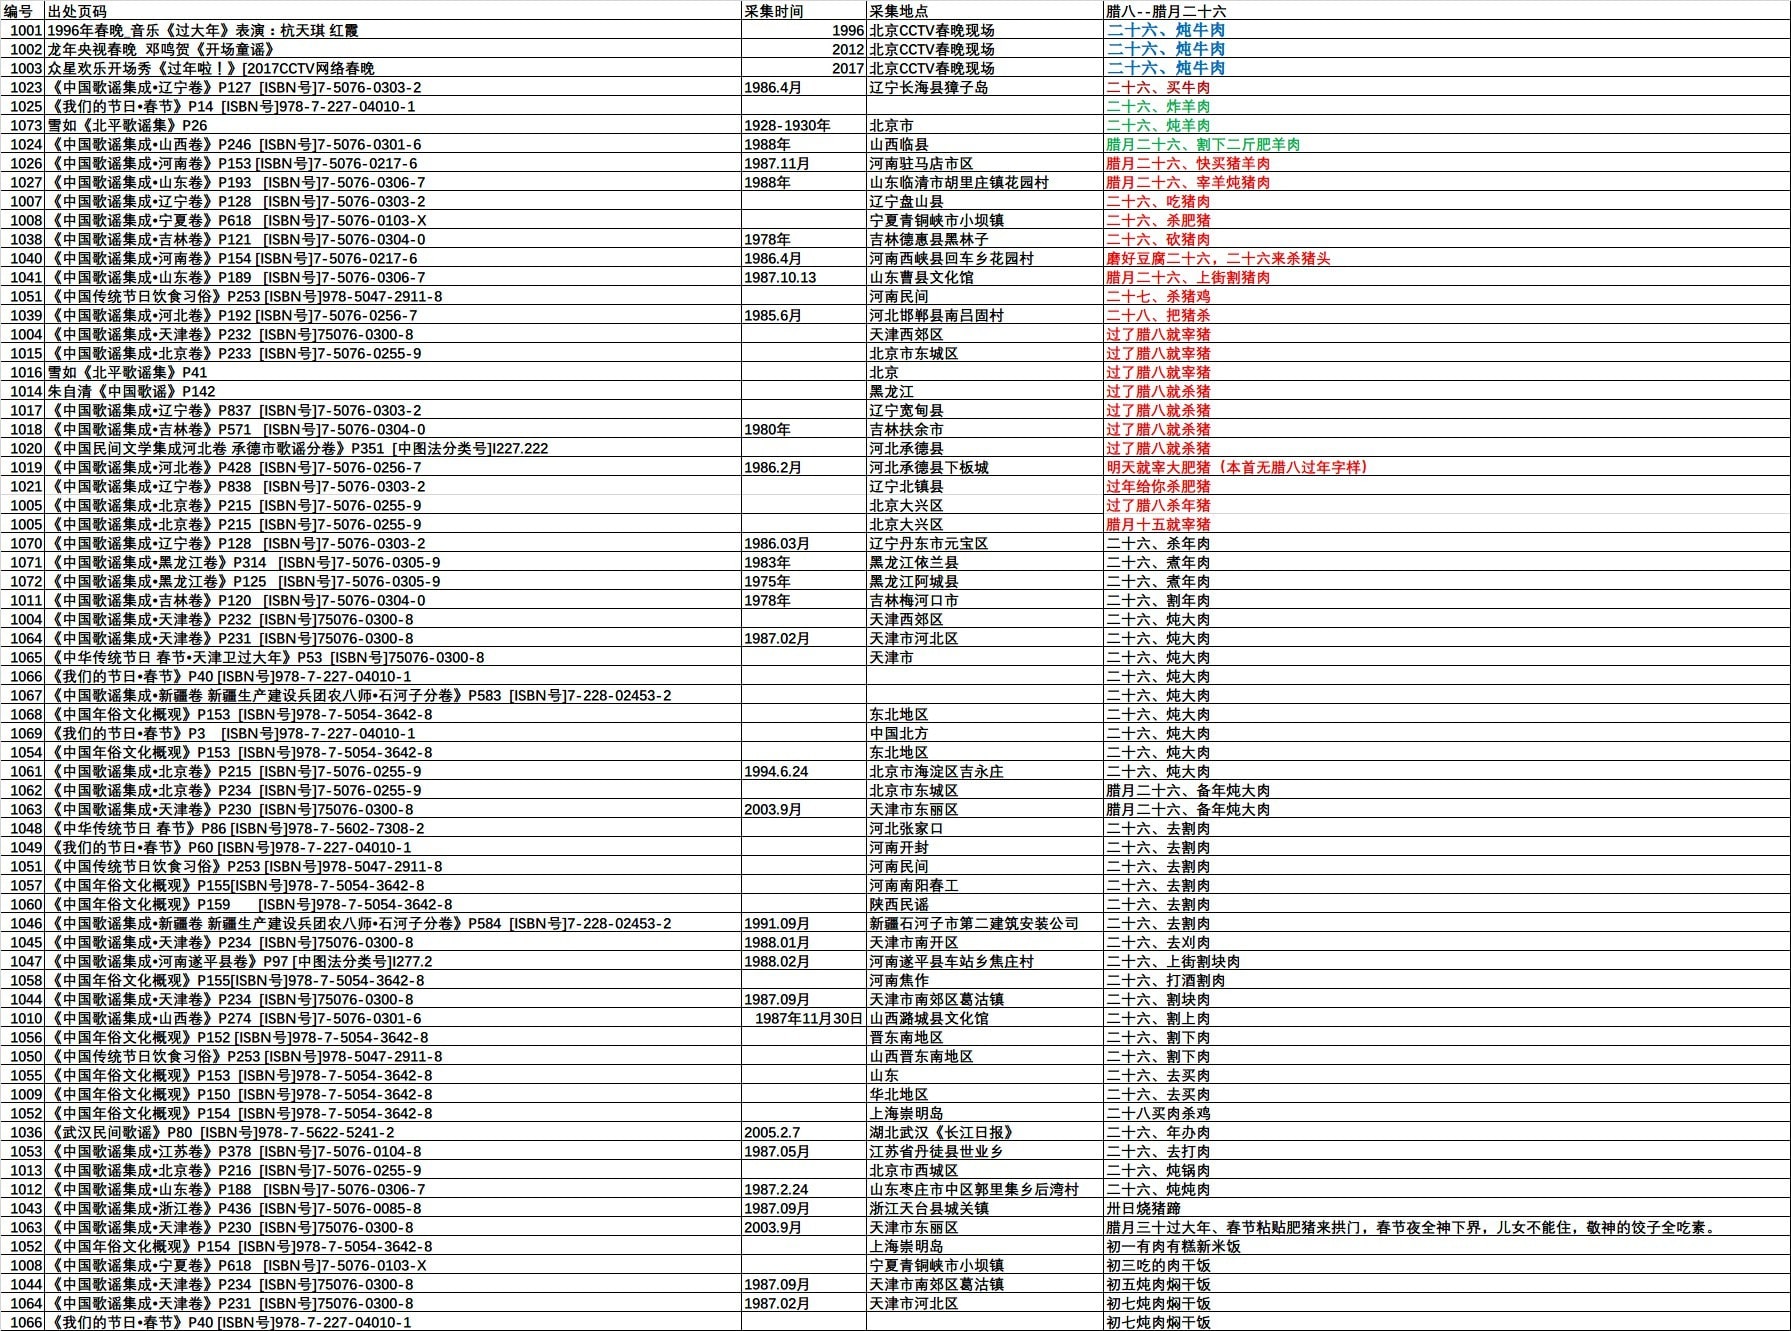 编号 出处页码 采集时间 采集地点 腊八--腊月二十六
1001 1996年春晚_音乐《过大年》表演：杭天琪 红霞 1996 北京CCTV春晚现场 二十六、炖牛肉
1002 龙年央视春晚 邓鸣贺《开场童谣》 2012 北京CCTV春晚现场 二十六、炖牛肉
1003 众星欢乐开场秀《过年啦！》[2017CCTV网络春晚 2017 北京CCTV春晚现场 二十六、炖牛肉
1023 《中国歌谣集成•辽宁卷》P127 [ISBN号]7-5076-0303-2 1986.4月 辽宁长海县獐子岛 二十六、买牛肉
1025 《我们的节日•春节》P14 [ISBN号]978-7-227-04010-1 二十六、炸羊肉
1073 雪如《北平歌谣集》P26 1928-1930年 北京市 二十六、炖羊肉
1024 《中国歌谣集成•山西卷》P246 [ISBN号]7-5076-0301-6 1988年 山西临县 腊月二十六、割下二斤肥羊肉
1026 《中国歌谣集成•河南卷》P153 [ISBN号]7-5076-0217-6 1987.11月 河南驻马店市区 腊月二十六、快买猪羊肉
1027 《中国歌谣集成•山东卷》P193 [ISBN号]7-5076-0306-7 1988年 山东临清市胡里庄镇花园村 腊月二十六、宰羊炖猪肉
1007 《中国歌谣集成•辽宁卷》P128 [ISBN号]7-5076-0303-2 辽宁盘山县 二十六、吃猪肉
1008 《中国歌谣集成•宁夏卷》P618 [ISBN号]7-5076-0103-X 宁夏青铜峡市小坝镇 二十六、杀肥猪
1038 《中国歌谣集成•吉林卷》P121 [ISBN号]7-5076-0304-0 1978年 吉林德惠县黑林子 二十六、砍猪肉
1040 《中国歌谣集成•河南卷》P154 [ISBN号]7-5076-0217-6 1986.4月 河南西峡县回车乡花园村 磨好豆腐二十六，二十六来杀猪头
1041 《中国歌谣集成•山东卷》P189 [ISBN号]7-5076-0306-7 1987.10.13 山东曹县文化馆 腊月二十六、上街割猪肉
1051 《中国传统节日饮食习俗》P253 [ISBN号]978-5047-2911-8 河南民间 二十七、杀猪鸡
1039 《中国歌谣集成•河北卷》P192 [ISBN号]7-5076-0256-7 1985.6月 河北邯郸县南吕固村 二十八、把猪杀
1004 《中国歌谣集成•天津卷》P232 [ISBN号]75076-0300-8 天津西郊区 过了腊八就宰猪
1015 《中国歌谣集成•北京卷》P233 [ISBN号]7-5076-0255-9 北京市东城区 过了腊八就宰猪
1016 雪如《北平歌谣集》P41 北京 过了腊八就宰猪
1014 朱自清《中国歌谣》P142 黑龙江 过了腊八就杀猪
1017 《中国歌谣集成•辽宁卷》P837 [ISBN号]7-5076-0303-2 辽宁宽甸县 过了腊八就杀猪
1018 《中国歌谣集成•吉林卷》P571 [ISBN号]7-5076-0304-0 1980年 吉林扶余市 过了腊八就杀猪
1020 《中国民间文学集成河北卷 承德市歌谣分卷》P351 [中图法分类号]I227.222 河北承德县 过了腊八就杀猪
1019 《中国歌谣集成•河北卷》P428 [ISBN号]7-5076-0256-7 1986.2月 河北承德县下板城 明天就宰大肥猪（本首无腊八过年字样）
1021 《中国歌谣集成•辽宁卷》P838 [ISBN号]7-5076-0303-2 辽宁北镇县 过年给你杀肥猪
1005 《中国歌谣集成•北京卷》P215 [ISBN号]7-5076-0255-9 北京大兴区 过了腊八杀年猪
1005 《中国歌谣集成•北京卷》P215 [ISBN号]7-5076-0255-9 北京大兴区 腊月十五就宰猪
1070 《中国歌谣集成•辽宁卷》P128 [ISBN号]7-5076-0303-2 1986.03月 辽宁丹东市元宝区 二十六、杀年肉
1071 《中国歌谣集成•黑龙江卷》P314 [ISBN号]7-5076-0305-9 1983年 黑龙江依兰县 二十六、煮年肉
1072 《中国歌谣集成•黑龙江卷》P125 [ISBN号]7-5076-0305-9 1975年 黑龙江阿城县 二十六、煮年肉
1011 《中国歌谣集成•吉林卷》P120 [ISBN号]7-5076-0304-0 1978年 吉林梅河口市 二十六、割年肉
1004 《中国歌谣集成•天津卷》P232 [ISBN号]75076-0300-8 天津西郊区 二十六、炖大肉
1064 《中国歌谣集成•天津卷》P231 [ISBN号]75076-0300-8 1987.02月 天津市河北区 二十六、炖大肉
1065 《中华传统节日 春节•天津卫过大年》P53 [ISBN号]75076-0300-8 天津市 二十六、炖大肉
1066 《我们的节日•春节》P40 [ISBN号]978-7-227-04010-1 二十六、炖大肉
1067 《中国歌谣集成•新疆卷 新疆生产建设兵团农八师•石河子分卷》P583 [ISBN号]7-228-02453-2 二十六、炖大肉
1068 《中国年俗文化概观》P153 [ISBN号]978-7-5054-3642-8 东北地区 二十六、炖大肉
1069 《我们的节日•春节》P3 [ISBN号]978-7-227-04010-1 中国北方 二十六、炖大肉
1054 《中国年俗文化概观》P153 [ISBN号]978-7-5054-3642-8 东北地区 二十六、炖大肉
1061 《中国歌谣集成•北京卷》P215 [ISBN号]7-5076-0255-9 1994.6.24 北京市海淀区吉永庄 二十六、炖大肉
1062 《中国歌谣集成•北京卷》P234 [ISBN号]7-5076-0255-9 北京市东城区 腊月二十六、备年炖大肉
1063 《中国歌谣集成•天津卷》P230 [ISBN号]75076-0300-8 2003.9月 天津市东丽区 腊月二十六、备年炖大肉
1048 《中华传统节日 春节》P86 [ISBN号]978-7-5602-7308-2 河北张家口 二十六、去割肉
1049 《我们的节日•春节》P60 [ISBN号]978-7-227-04010-1 河南开封 二十六、去割肉
1051 《中国传统节日饮食习俗》P253 [ISBN号]978-5047-2911-8 河南民间 二十六、去割肉
1057 《中国年俗文化概观》P155[ISBN号]978-7-5054-3642-8 河南南阳春工 二十六、去割肉
1060 《中国年俗文化概观》P159 [ISBN号]978-7-5054-3642-8 陕西民谣 二十六、去割肉
1046 《中国歌谣集成•新疆卷 新疆生产建设兵团农八师•石河子分卷》P584 [ISBN号]7-228-02453-2 1991.09月 新疆石河子市第二建筑安装公司 二十六、去割肉
1045 《中国歌谣集成•天津卷》P234 [ISBN号]75076-0300-8 1988.01月 天津市南开区 二十六、去刈肉
1047 《中国歌谣集成•河南遂平县卷》P97 [中图法分类号]I277.2 1988.02月 河南遂平县车站乡焦庄村 二十六、上街割块肉
1058 《中国年俗文化概观》P155[ISBN号]978-7-5054-3642-8 河南焦作 二十六、打酒割肉
1044 《中国歌谣集成•天津卷》P234 [ISBN号]75076-0300-8 1987.09月 天津市南郊区葛沽镇 二十六、割块肉
1010 《中国歌谣集成•山西卷》P274 [ISBN号]7-5076-0301-6 1987年11月30日 山西潞城县文化馆 二十六、割上肉
1056 《中国年俗文化概观》P152 [ISBN号]978-7-5054-3642-8 晋东南地区 二十六、割下肉
1050 《中国传统节日饮食习俗》P253 [ISBN号]978-5047-2911-8 山西晋东南地区 二十六、割下肉
1055 《中国年俗文化概观》P153 [ISBN号]978-7-5054-3642-8 山东 二十六、去买肉
1009 《中国年俗文化概观》P150 [ISBN号]978-7-5054-3642-8 华北地区 二十六、去买肉
1052 《中国年俗文化概观》P154 [ISBN号]978-7-5054-3642-8 上海崇明岛 二十八买肉杀鸡
1036 《武汉民间歌谣》P80 [ISBN号]978-7-5622-5241-2 2005.2.7 湖北武汉《长江日报》 二十六、年办肉
1053 《中国歌谣集成•江苏卷》P378 [ISBN号]7-5076-0104-8 1987.05月 江苏省丹徒县世业乡 二十六、去打肉
1013 《中国歌谣集成•北京卷》P216 [ISBN号]7-5076-0255-9 北京市西城区 二十六、炖锅肉
1012 《中国歌谣集成•山东卷》P188 [ISBN号]7-5076-0306-7 1987.2.24 山东枣庄市中区郭里集乡后湾村 二十六、炖炖肉
1043 《中国歌谣集成•浙江卷》P436 [ISBN号]7-5076-0085-8 1987.09月 浙江天台县城关镇 卅日烧猪蹄
1063 《中国歌谣集成•天津卷》P230 [ISBN号]75076-0300-8 2003.9月 天津市东丽区 腊月三十过大年、春节粘贴肥猪来拱门，春节夜全神下界，儿女不能住，敬神的饺子全吃素。
1052 《中国年俗文化概观》P154 [ISBN号]978-7-5054-3642-8 上海崇明岛 初一有肉有糕新米饭
1008 《中国歌谣集成•宁夏卷》P618 [ISBN号]7-5076-0103-X 宁夏青铜峡市小坝镇 初三吃的肉干饭
1044 《中国歌谣集成•天津卷》P234 [ISBN号]75076-0300-8 1987.09月 天津市南郊区葛沽镇 初五炖肉焖干饭
1064 《中国歌谣集成•天津卷》P231 [ISBN号]75076-0300-8 1987.02月 天津市河北区 初七炖肉焖干饭
1066 《我们的节日•春节》P40 [ISBN号]978-7-227-04010-1 初七炖肉焖干饭